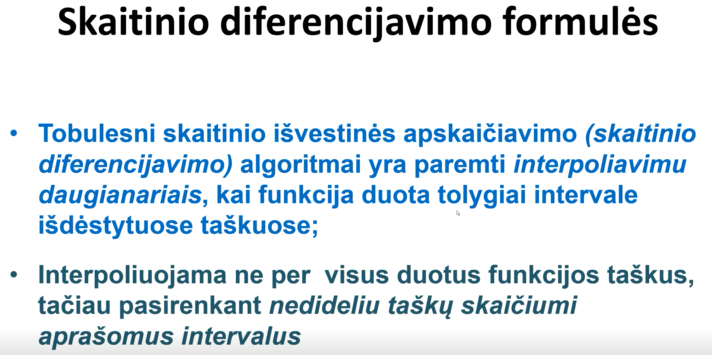 Skaitinio diferencijavimo formulės
• Tobulesni skaitinio išvestinės apskaičiavimo (skaitinio
diferencijavimo) algoritmai yra paremti interpoliavimu
daugianariais, kai funkcija duota tolygiai intervale
išdėstytuose taškuose;
• Interpoliuojama ne per visus duotus funkcijos taškus,
tačiau pasirenkant nedideliu taškų skaičiumi
aprašomus intervalus